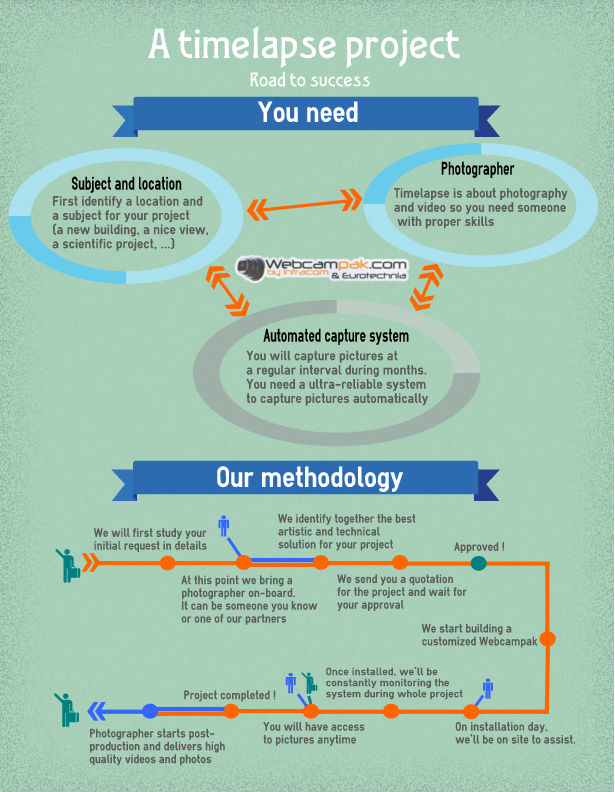 A timelapse project
Road to success
You need
Subject and location
First identify a location and
a subject for your project
(a new building, a nice view,
a scientific project, ...)
Photographer
Timelapse is about photography
and video so you need someone
with proper skills
Webcampak.com
by infracom & Eurotechnia
Automated capture system
You will capture pictures at
a regular interval during months.
You need a ultra-reliable system
to capture pictures automatically
Our methodology
We will first study your
initial request in details
At this point we bring a
photographer on-board.
It can be someone you know
or one of our partners
We identify together the best
artistic and technical
solution for your project
We send you a quotation
for the project and wait for
your approval
Approved !
We start building a
customized Webcampak
On installation day,
we'll be on site to assist.
Once installed, we'll be
constantly monitoring the
system during whole project
You will have access
to pictures anytime
Project completed !
Photographer starts post-
production and delivers high
quality videos and photos